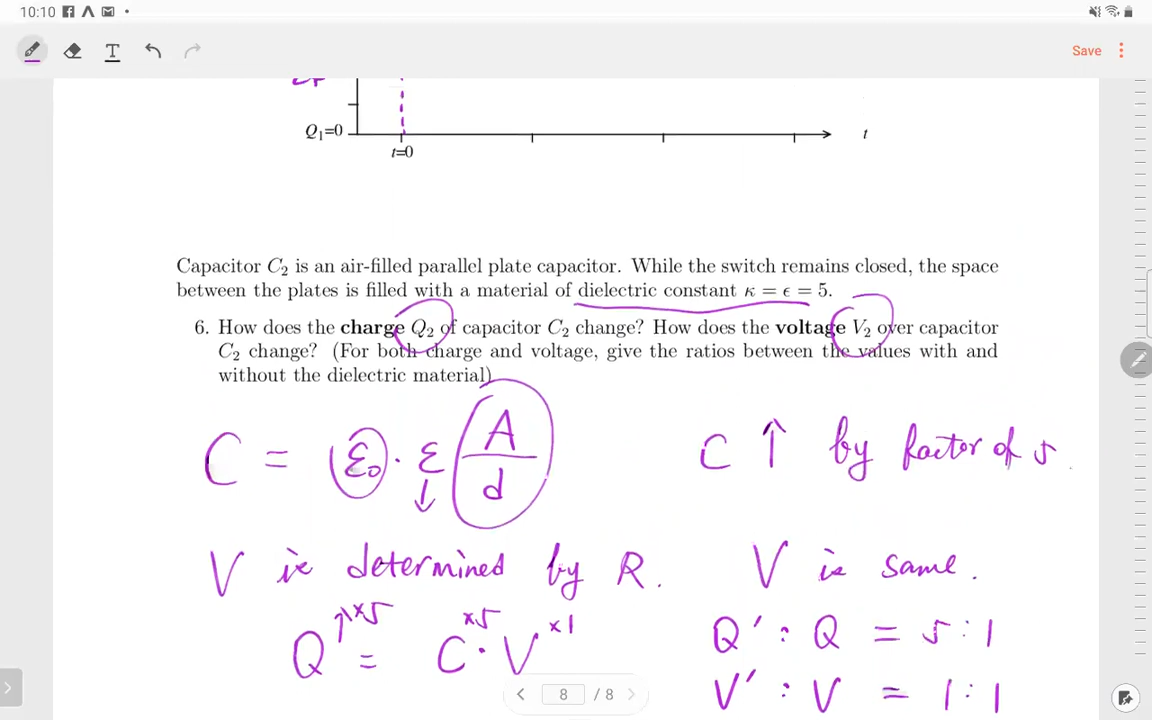 10:10
Save
Q₁=0
t
t=0
Capacitor C₂ is an air-filled parallel plate capacitor. While the switch remains closed, the space
between the plates is filled with a material of dielectric constant κ = ϵ = 5.
6. How does the charge Q₂ of capacitor C₂ change? How does the voltage V₂ over capacitor
C₂ change? (For both charge and voltage, give the ratios between the values with and
without the dielectric material)
C = (ε₀) · ε (A/d)
C ↑ by factor of 5.
V is determined by R.
V is same.
Q ↑×5 = C ×5 · V ×1
Q' : Q = 5 : 1
V' : V = 1 : 1
8 / 8